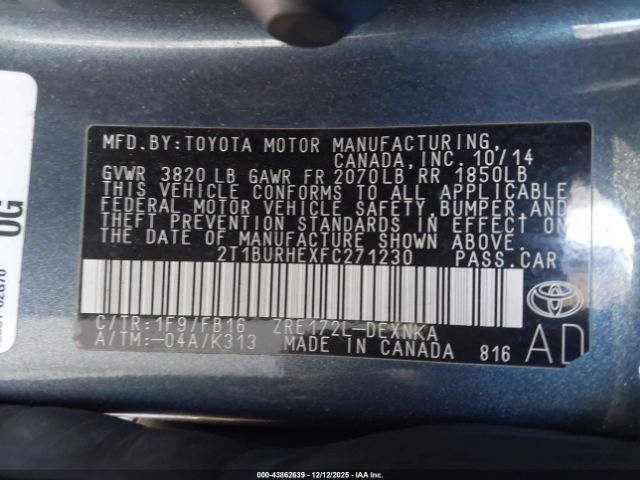 MFD.BY:TOYOTA MOTOR MANUFACTURING,
CANADA,INC. 10/14
GVWR 3820 LB GAWR FR 2070LB RR 1850LB
THIS VEHICLE CONFORMS TO ALL APPLICABLE
FEDERAL MOTOR VEHICLE SAFETY, BUMPER, AND
THEFT PREVENTION STANDARDS IN EFFECT ON
THE DATE OF MANUFACTURE SHOWN ABOVE.
2T1BURHEXFC271230 PASS.CAR
C/TR:1F9/FB16 ZRE172L-DEXNKA
A/TM:-04A/K313 MADE IN CANADA 816
TOYOTA
AD
0G
000-43862639 - 12/12/2025 - IAA Inc.